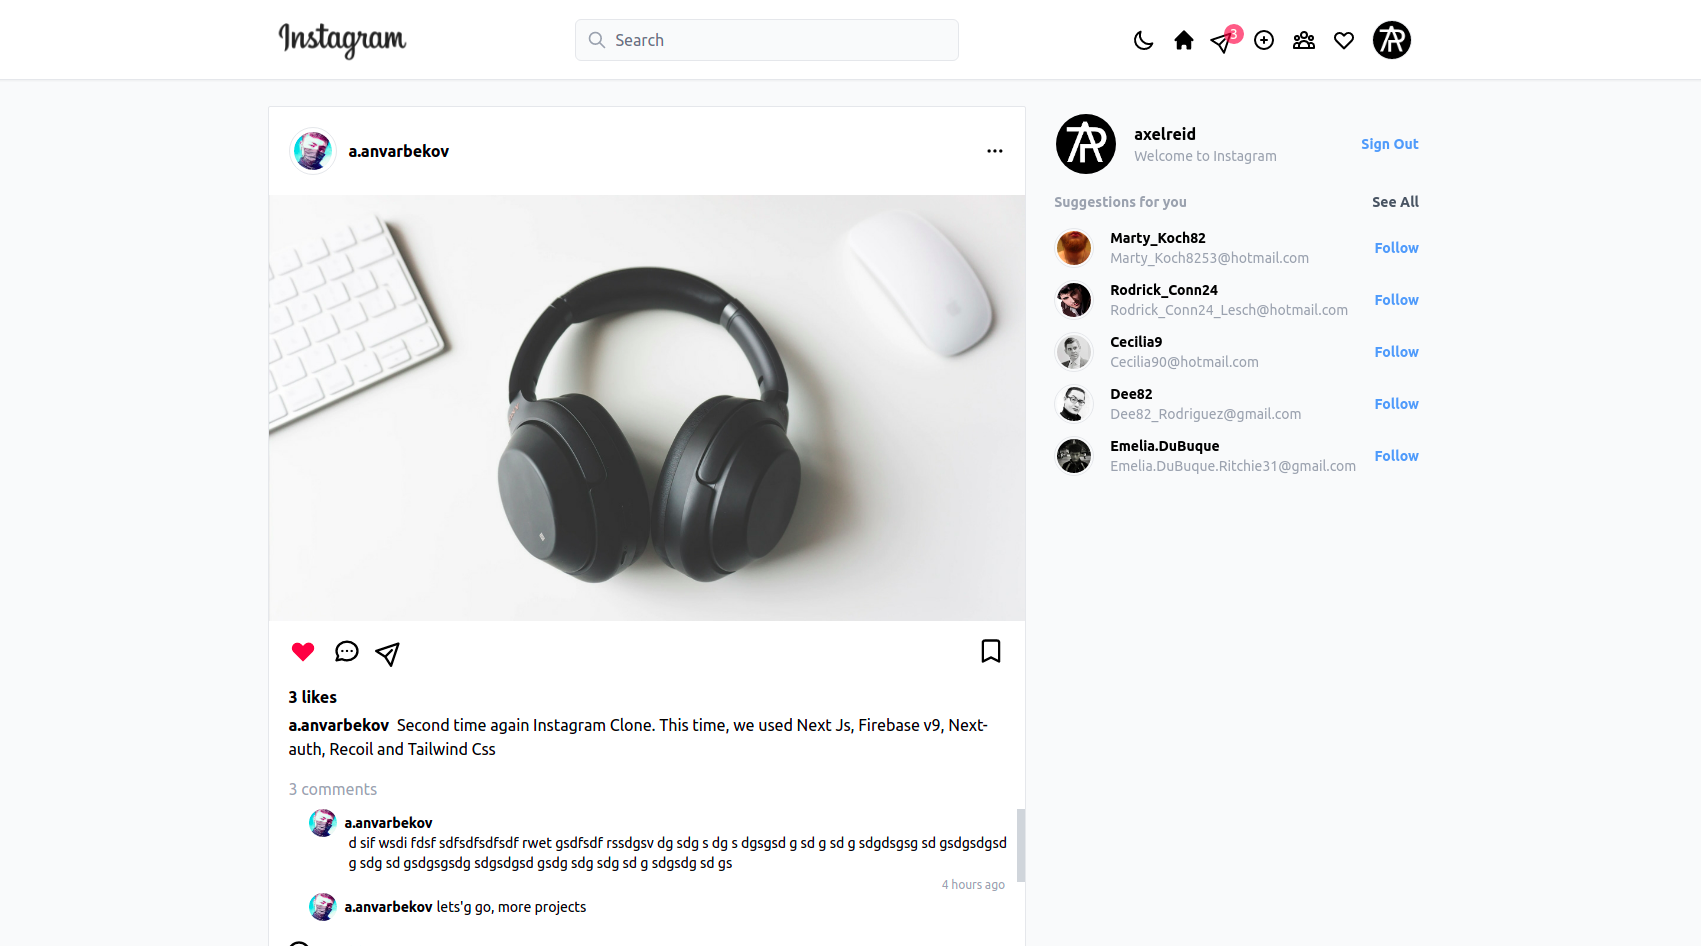 Instagram
Search
3
a.anvarbekov
axelreid
Welcome to Instagram
Sign Out
Suggestions for you
See All
Marty_Koch82
Marty_Koch8253@hotmail.com
Follow
Rodrick_Conn24
Rodrick_Conn24_Lesch@hotmail.com
Follow
Cecilia9
Cecilia90@hotmail.com
Follow
Dee82
Dee82_Rodriguez@gmail.com
Follow
Emelia.DuBuque
Emelia.DuBuque.Ritchie31@gmail.com
Follow
3 likes
a.anvarbekov Second time again Instagram Clone. This time, we used Next Js, Firebase v9, Next-
auth, Recoil and Tailwind Css
3 comments
a.anvarbekov
d sif wsdi fdsf sdfsdfsdfsdf rwet gsdfsdf rssdgsv dg sdg s dg s dgsgsd g sd g sd g sdgdsgsg sd gsdgsdgsd
g sdg sd gsdgsgsdg sdgsdgsd gsdg sdg sdg sd g sdgsdg sd gs
4 hours ago
a.anvarbekov lets'g go, more projects